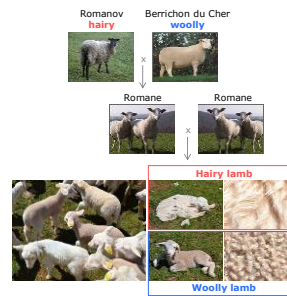 Romanov Berrichon du Cher
hairy woolly
x
Romane Romane
x
Hairy lamb
Woolly lamb